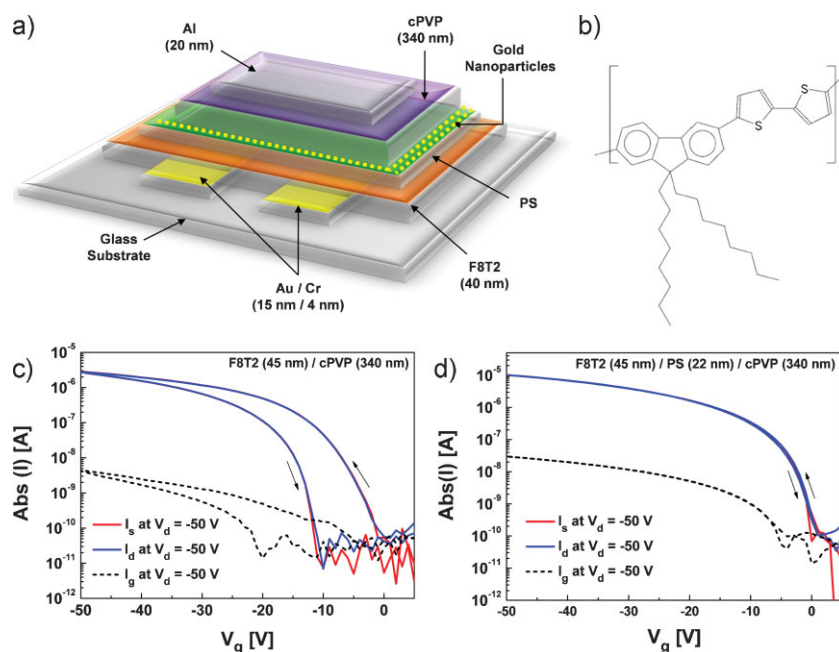 a)
Al
(20 nm)
cPVP
(340 nm)
Gold
Nanoparticles
PS
F8T2
(40 nm)
Glass
Substrate
Au / Cr
(15 nm / 4 nm)
b)
S
S
c)
F8T2 (45 nm) / cPVP (340 nm)
Abs (I) [A]
10^-5
10^-6
10^-7
10^-8
10^-9
10^-10
10^-11
10^-12
I_s at V_d = -50 V
I_d at V_d = -50 V
I_g at V_d = -50 V
-50 -40 -30 -20 -10 0
V_g [V]
d)
F8T2 (45 nm) / PS (22 nm) / cPVP (340 nm)
Abs(I) [A]
10^-5
10^-6
10^-7
10^-8
10^-9
10^-10
10^-11
10^-12
I_s at V_d = -50 V
I_d at V_d = -50 V
I_g at V_d = -50 V
-50 -40 -30 -20 -10 0
V_g [V]